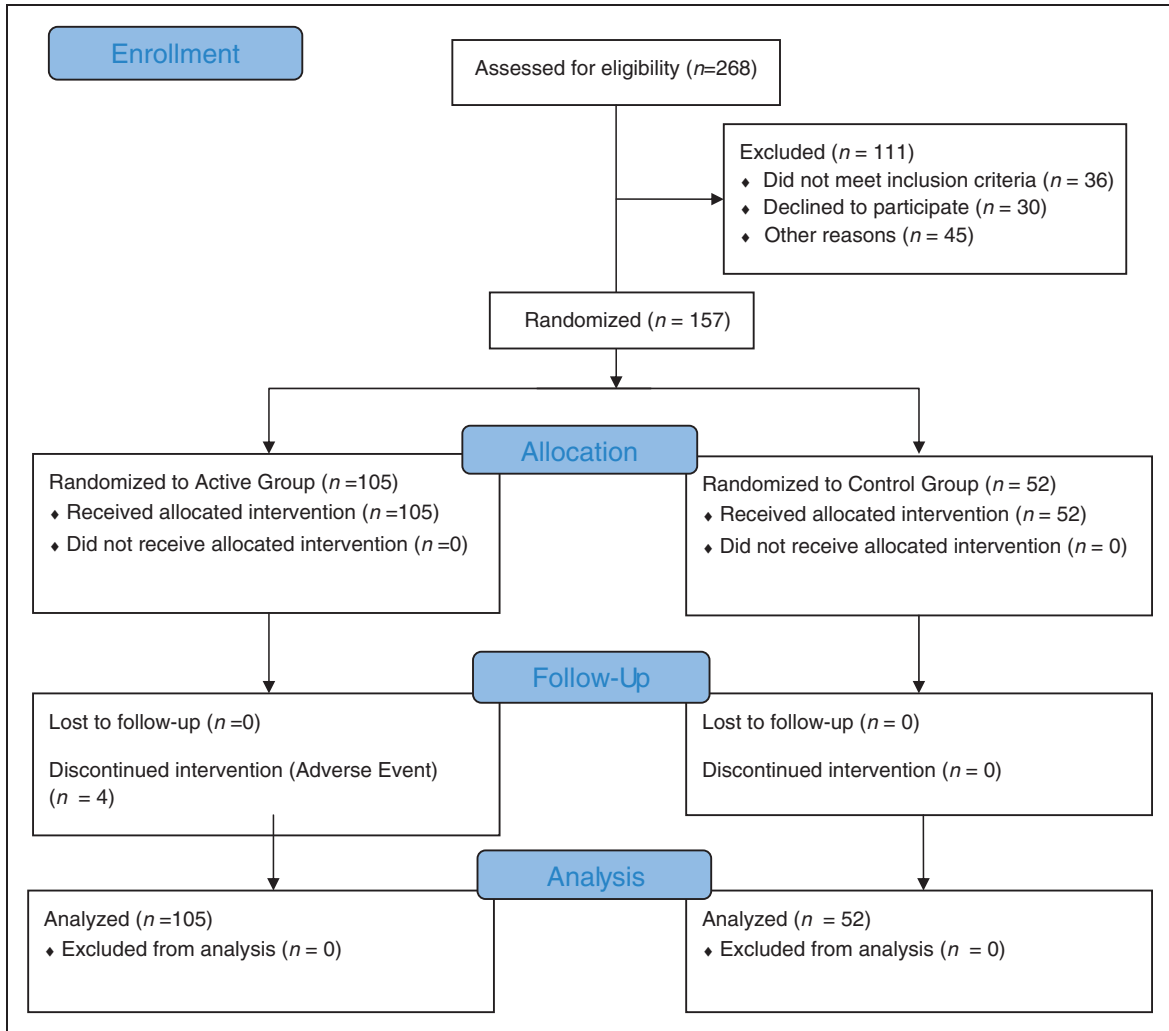 Enrollment
Assessed for eligibility (n=268)
Excluded (n = 111)
♦ Did not meet inclusion criteria (n = 36)
♦ Declined to participate (n = 30)
♦ Other reasons (n = 45)
Randomized (n = 157)
Allocation
Randomized to Active Group (n =105)
♦ Received allocated intervention (n =105)
♦ Did not receive allocated intervention (n =0)
Randomized to Control Group (n = 52)
♦ Received allocated intervention (n = 52)
♦ Did not receive allocated intervention (n = 0)
Follow-Up
Lost to follow-up (n =0)
Discontinued intervention (Adverse Event)
(n = 4)
Lost to follow-up (n = 0)
Discontinued intervention (n = 0)
Analysis
Analyzed (n =105)
♦ Excluded from analysis (n = 0)
Analyzed (n = 52)
♦ Excluded from analysis (n = 0)